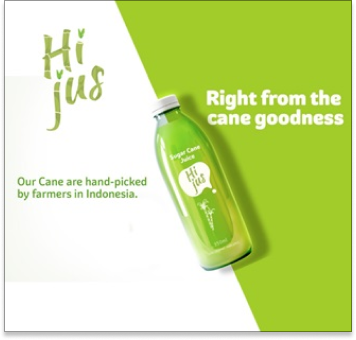 Hi
jus
Right from the
cane goodness
Our Cane are hand-picked
by farmers in Indonesia.
Sugar Cane
Juice
Hi
jus